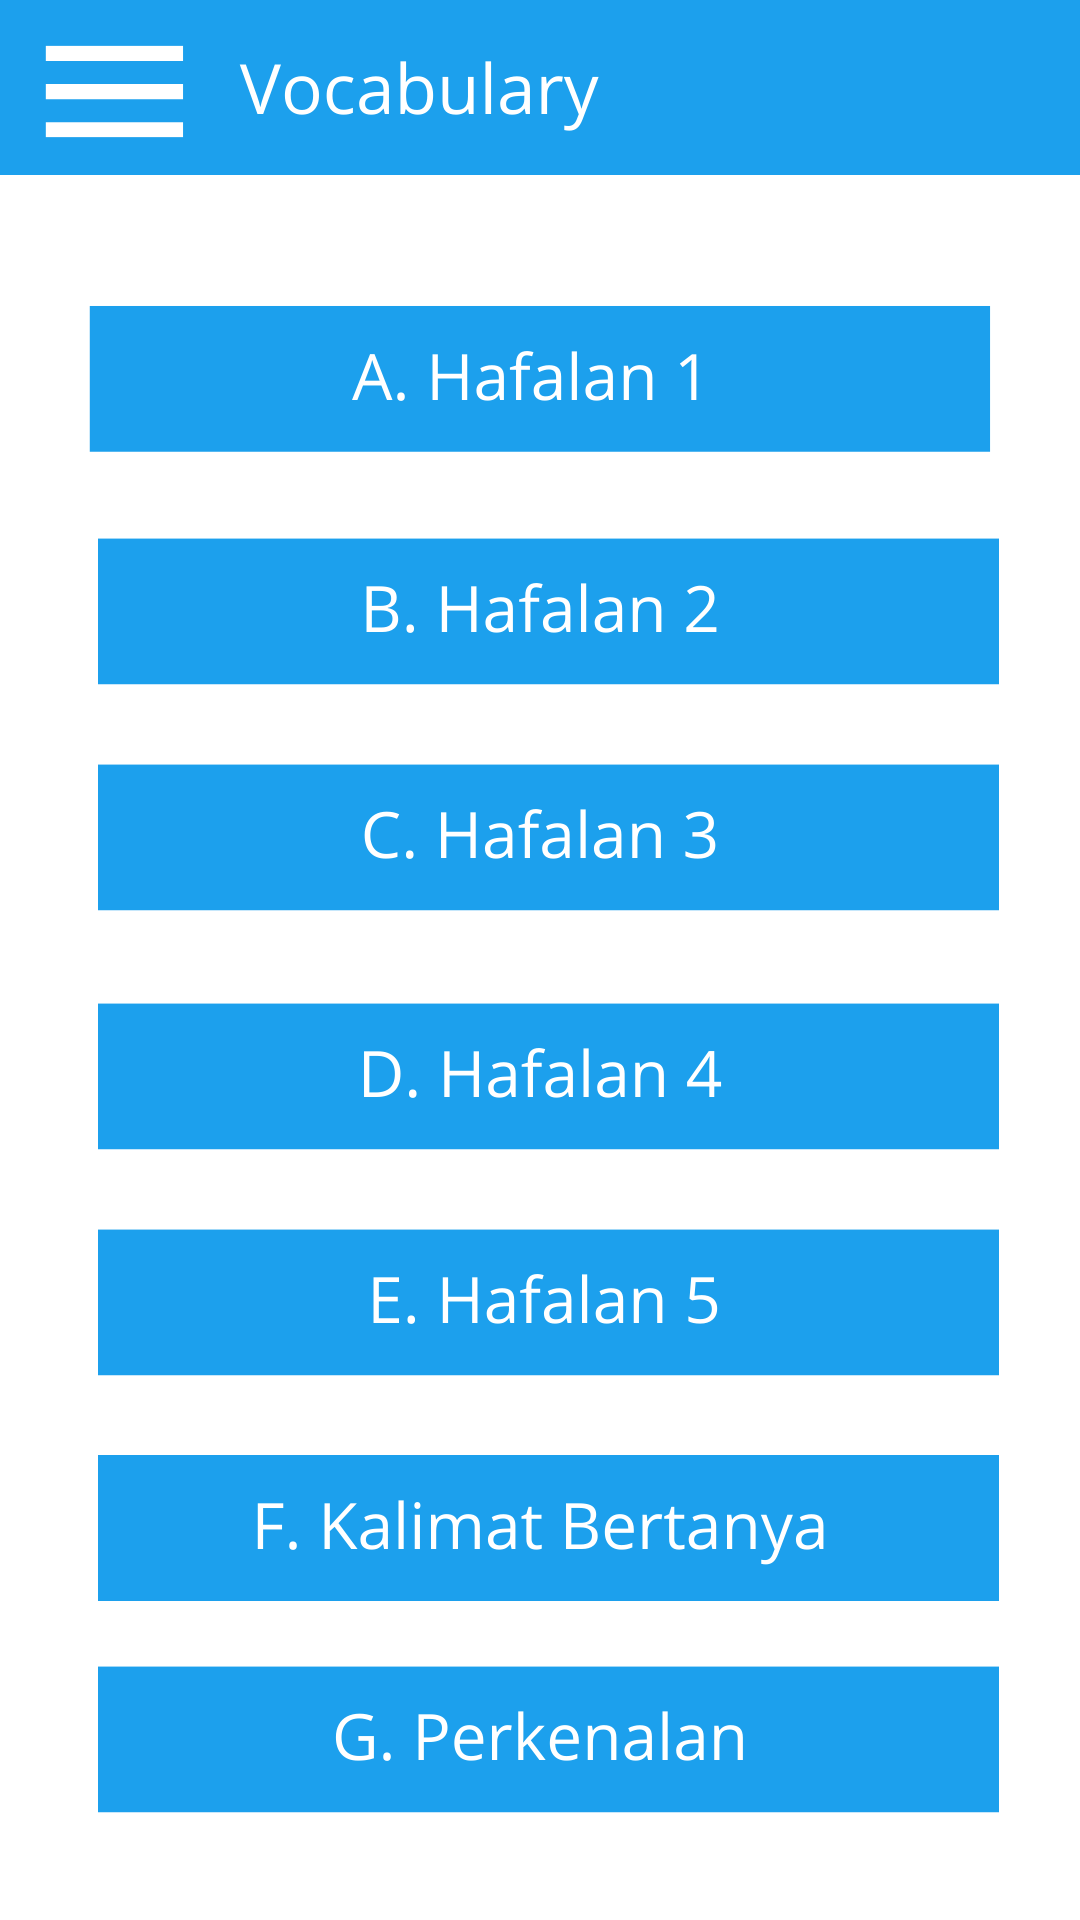 Vocabulary
A. Hafalan 1
B. Hafalan 2
C. Hafalan 3
D. Hafalan 4
E. Hafalan 5
F. Kalimat Bertanya
G. Perkenalan